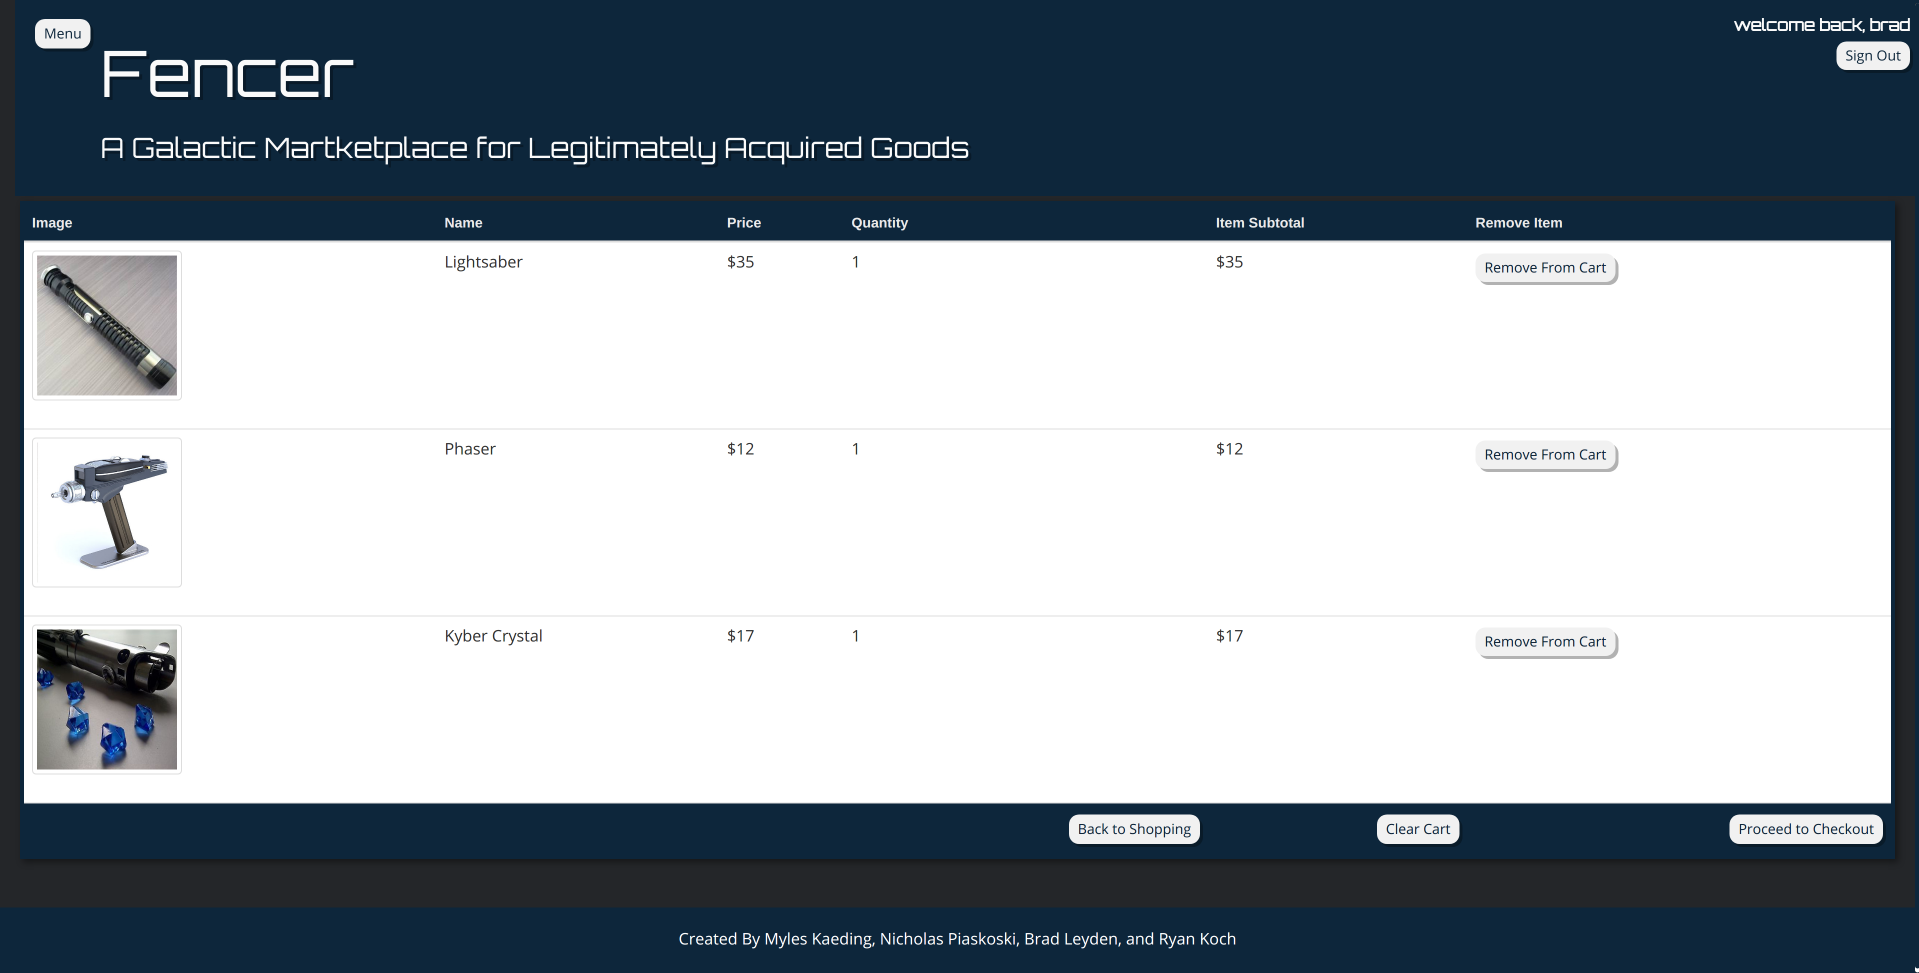 Menu
welcome back, brad
Sign Out
Fencer
A Galactic Martketplace for Legitimately Acquired Goods
Image Name Price Quantity Item Subtotal Remove Item
Lightsaber $35 1 $35 Remove From Cart
Phaser $12 1 $12 Remove From Cart
Kyber Crystal $17 1 $17 Remove From Cart
Back to Shopping Clear Cart Proceed to Checkout
Created By Myles Kaeding, Nicholas Piaskoski, Brad Leyden, and Ryan Koch